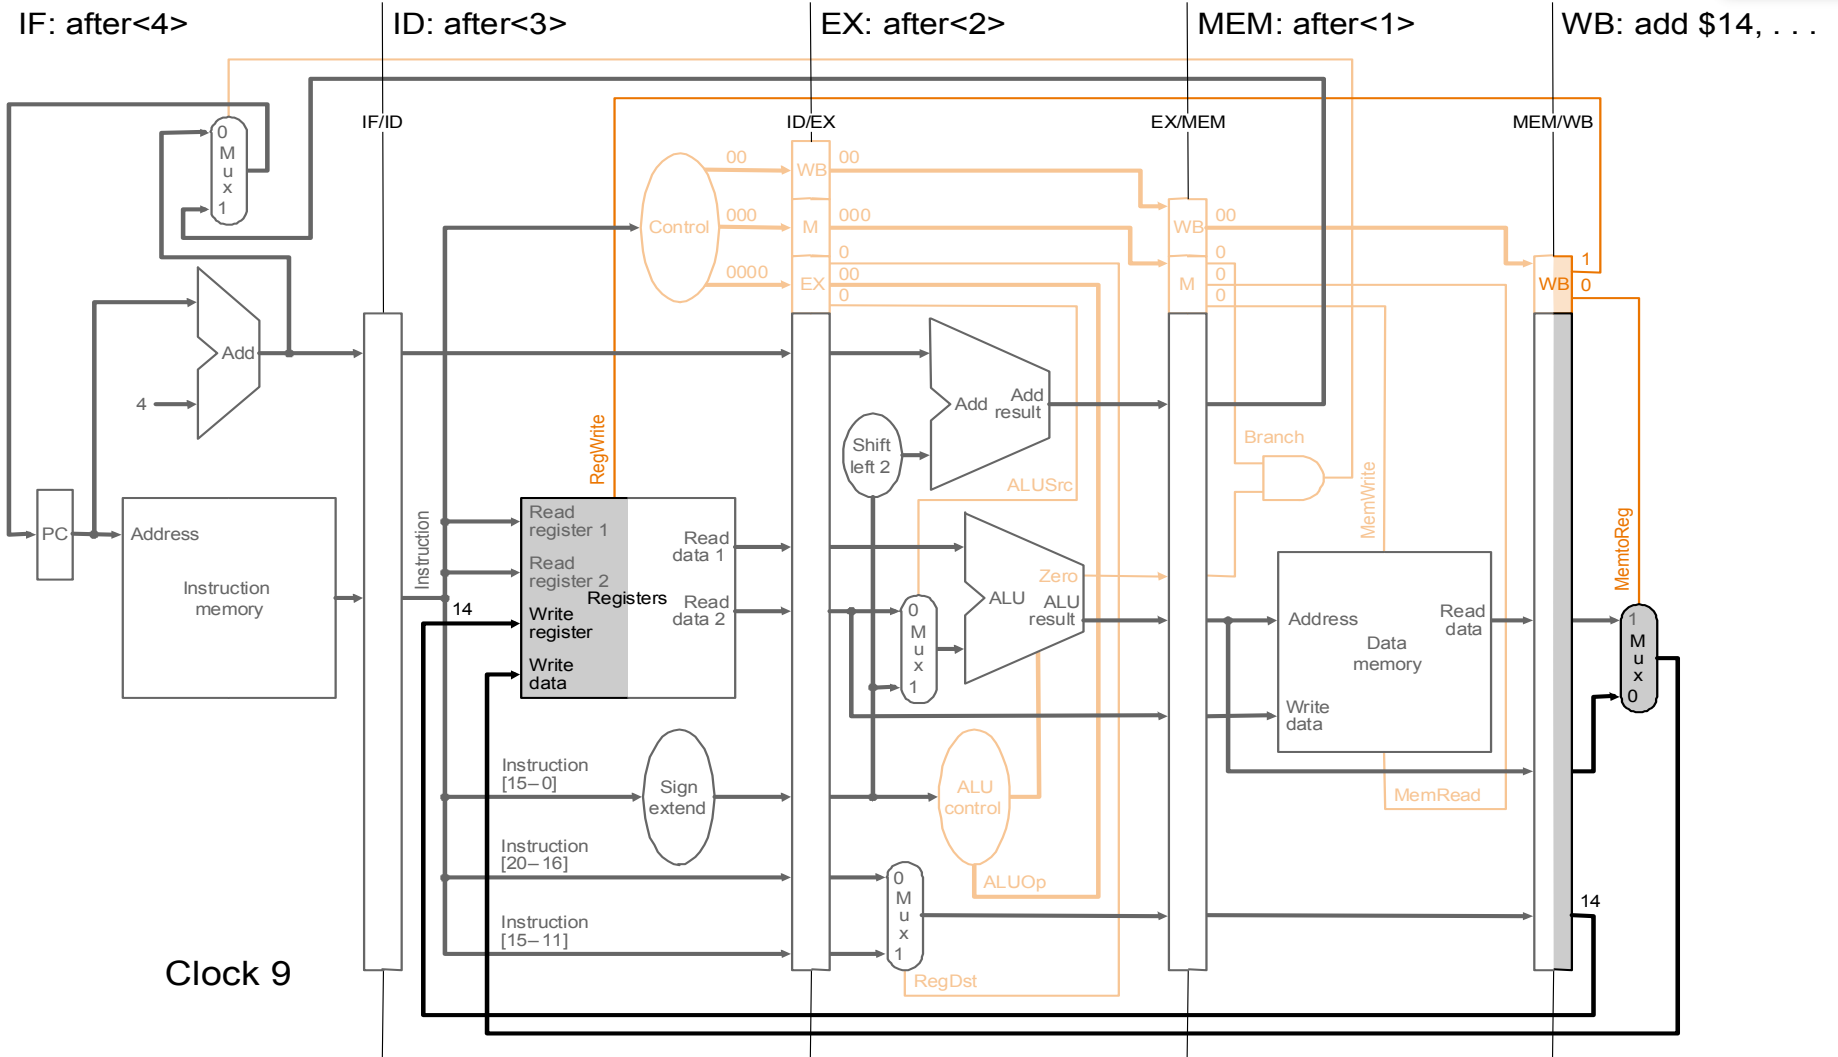 IF: after<4>
ID: after<3>
EX: after<2>
MEM: after<1>
WB: add $14, . . .
IF/ID
ID/EX
EX/MEM
MEM/WB
0
M
u
x
1
Control
00
000
0000
WB
M
EX
00
000
0
00
0
WB
M
00
0
0
0
WB
1
0
Add
4
Add
Add
result
Shift
left 2
Branch
RegWrite
ALUSrc
MemWrite
MemtoReg
PC
Address
Instruction
memory
Instruction
Read
register 1
Read
register 2
Registers
14
Write
register
Write
data
Read
data 1
Read
data 2
0
M
u
x
1
Zero
ALU
ALU
result
Address
Read
data
Data
memory
Write
data
1
M
u
x
0
Instruction
[15–0]
Sign
extend
ALU
control
MemRead
Instruction
[20–16]
ALUOp
0
M
u
x
1
14
Instruction
[15–11]
RegDst
Clock 9